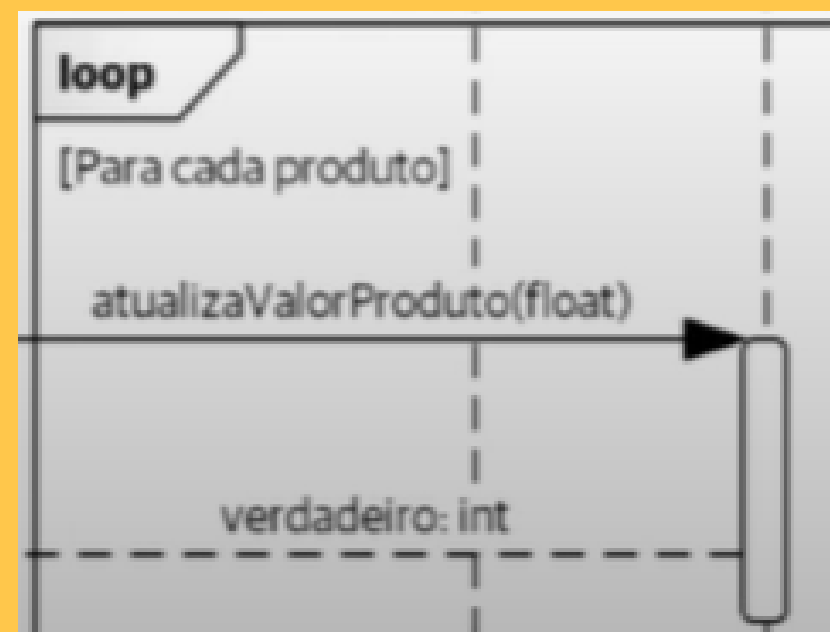 loop
[Para cada produto]
atualizaValorProduto(float)
verdadeiro: int